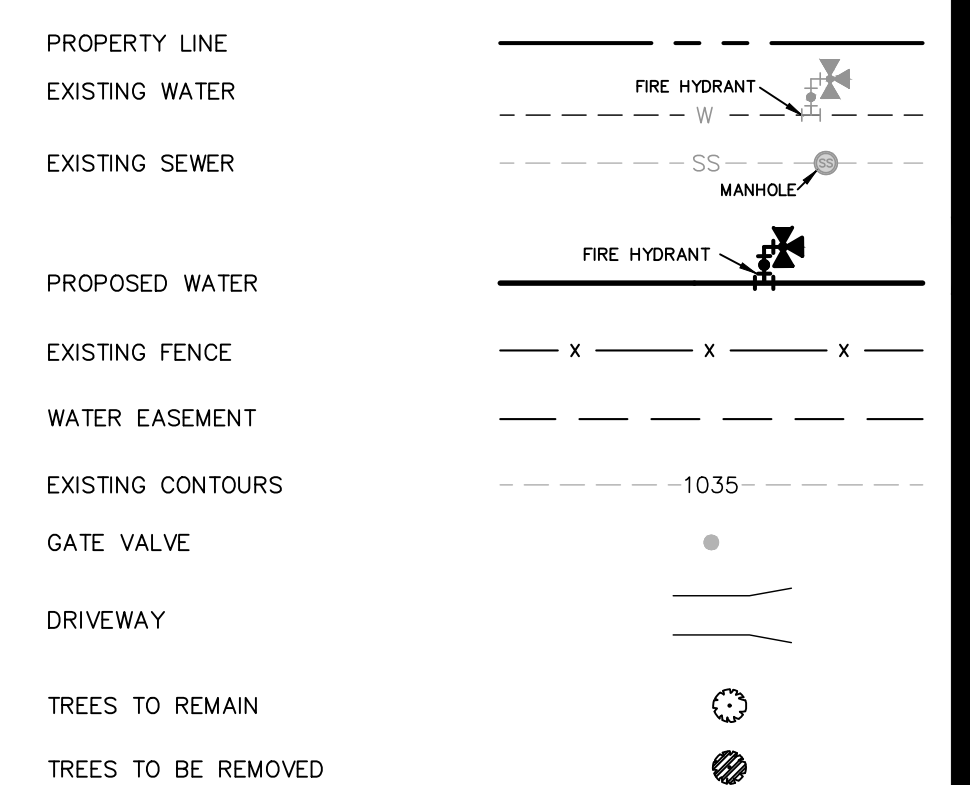 PROPERTY LINE
EXISTING WATER
FIRE HYDRANT
W
EXISTING SEWER
SS
SS
MANHOLE
FIRE HYDRANT
PROPOSED WATER
EXISTING FENCE
X X X
WATER EASEMENT
EXISTING CONTOURS
1035
GATE VALVE
DRIVEWAY
TREES TO REMAIN
TREES TO BE REMOVED